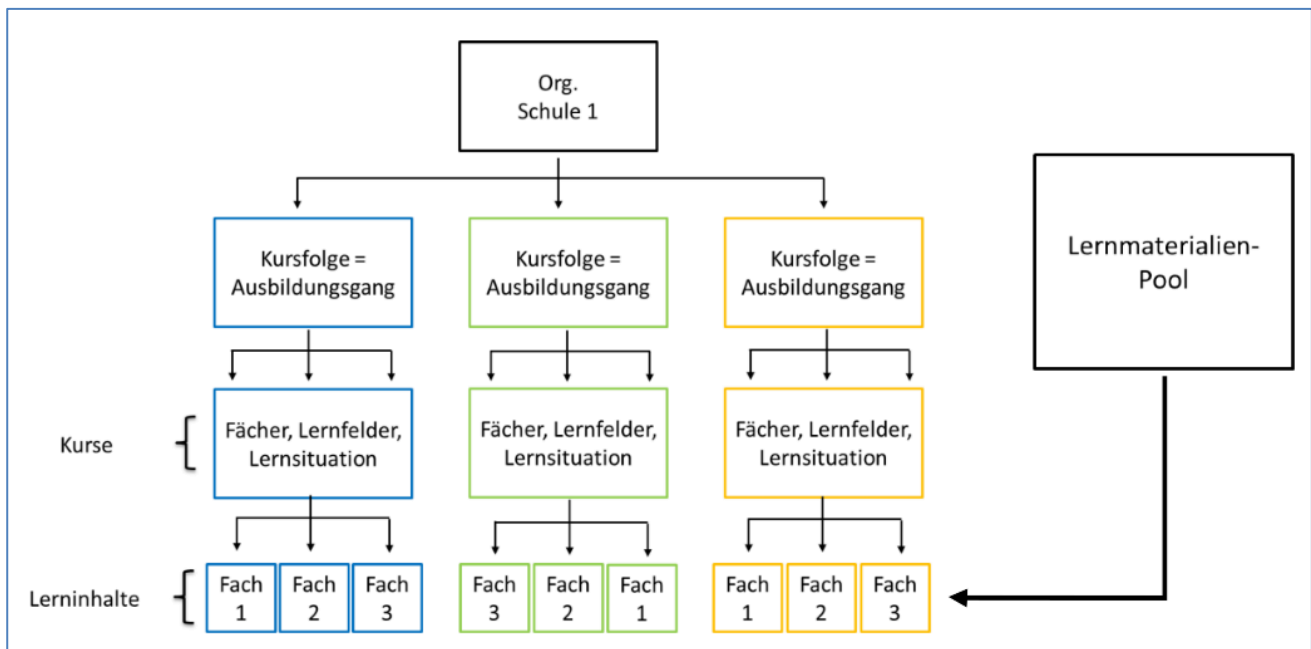 Org.
Schule 1
Kursfolge =
Ausbildungsgang
Kursfolge =
Ausbildungsgang
Kursfolge =
Ausbildungsgang
Lernmaterialien-
Pool
Kurse
Fächer, Lernfelder,
Lernsituation
Fächer, Lernfelder,
Lernsituation
Fächer, Lernfelder,
Lernsituation
Lerninhalte
Fach
1
Fach
2
Fach
3
Fach
3
Fach
2
Fach
1
Fach
1
Fach
2
Fach
3